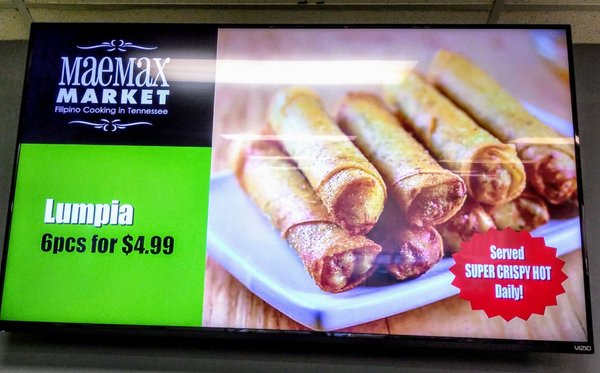 MAEMAX
MARKET
Filipino Cooking in Tennessee
Lumpia
6pcs for $4.99
Served
SUPER CRISPY HOT
Daily!
VIZIO